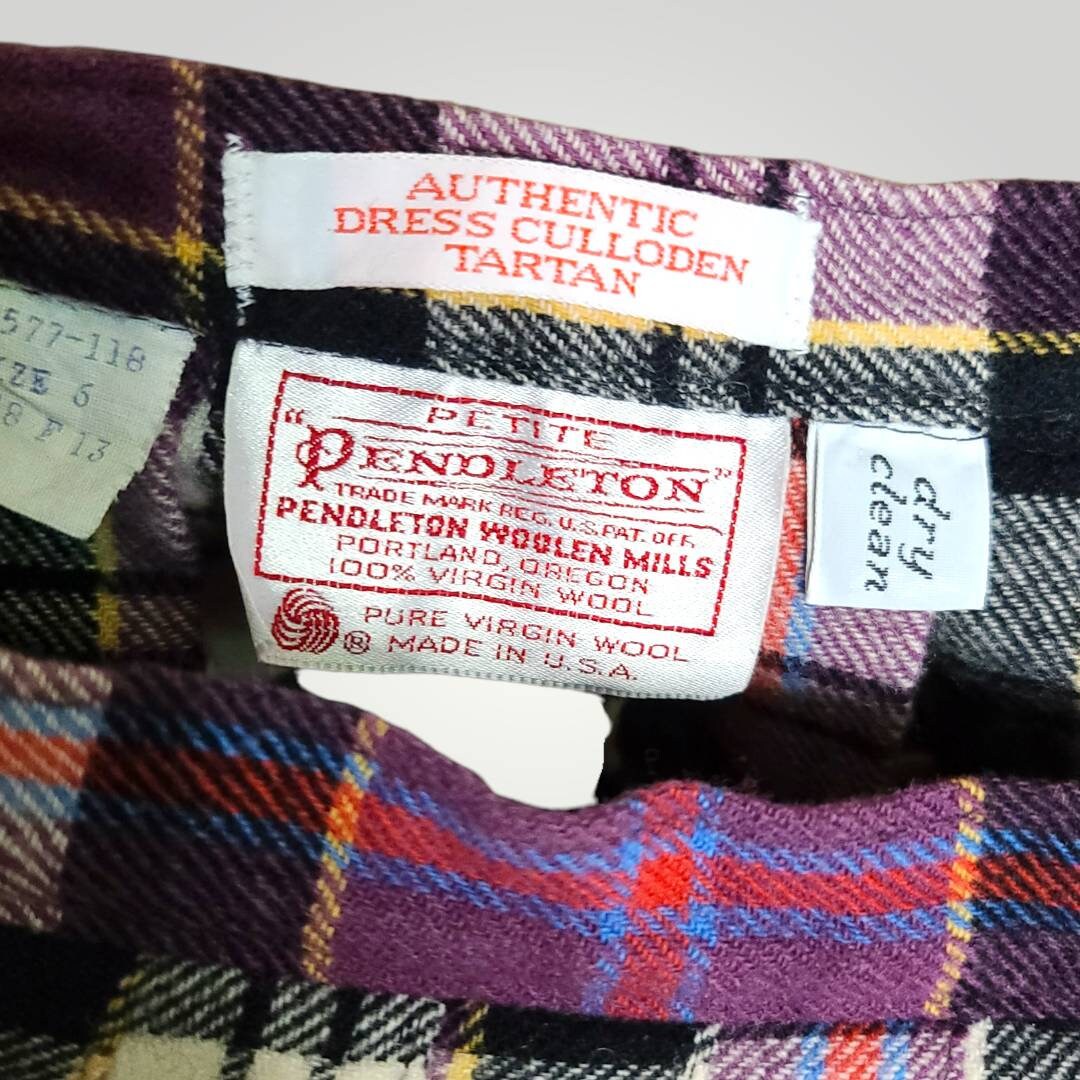 AUTHENTIC
DRESS CULLODEN
TARTAN
577-118
ZE 6
8 F 13
PETITE
"PENDLETON"
TRADE MARK REG. U.S. PAT. OFF.
PENDLETON WOOLEN MILLS
PORTLAND, OREGON
100% VIRGIN WOOL
PURE VIRGIN WOOL
® MADE IN U.S.A.
dry
clean